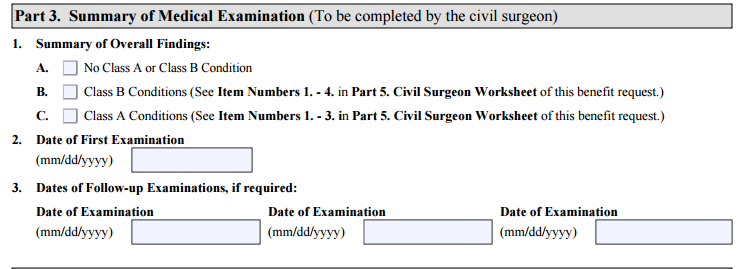 Part 3. Summary of Medical Examination (To be completed by the civil surgeon)
1. Summary of Overall Findings:
A. No Class A or Class B Condition
B. Class B Conditions (See Item Numbers 1. - 4. in Part 5. Civil Surgeon Worksheet of this benefit request.)
C. Class A Conditions (See Item Numbers 1. - 3. in Part 5. Civil Surgeon Worksheet of this benefit request.)
2. Date of First Examination
(mm/dd/yyyy)
3. Dates of Follow-up Examinations, if required:
Date of Examination Date of Examination Date of Examination
(mm/dd/yyyy) (mm/dd/yyyy) (mm/dd/yyyy)